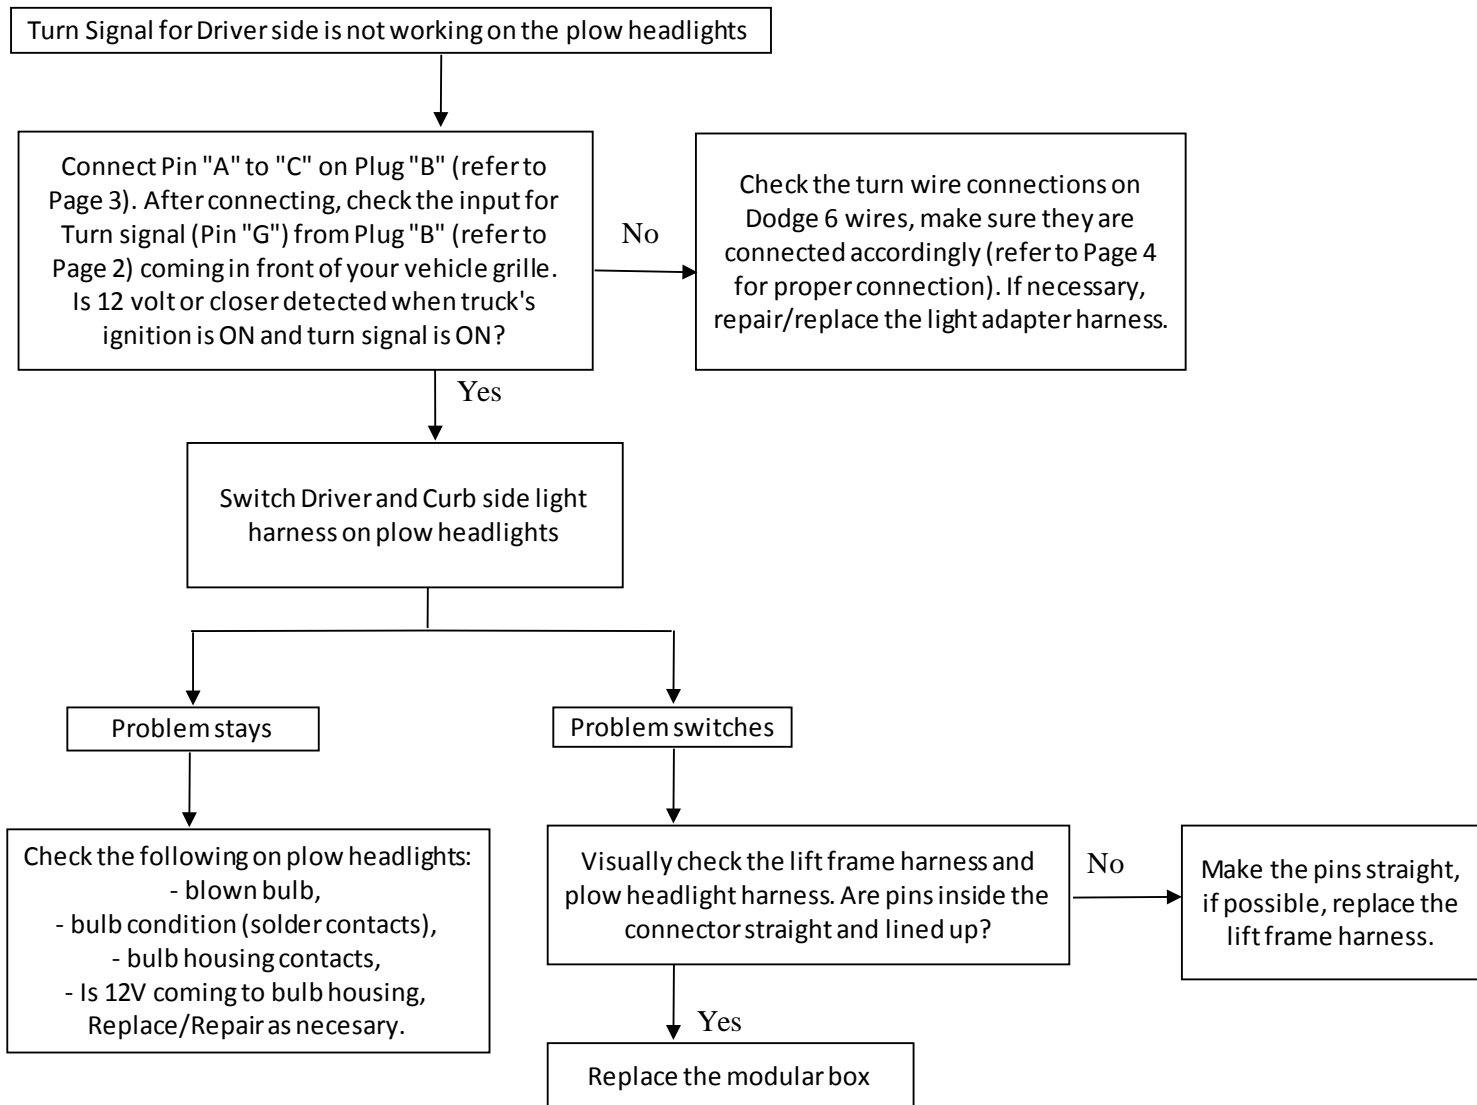 Turn Signal for Driver side is not working on the plow headlights
Connect Pin "A" to "C" on Plug "B" (refer to
Page 3). After connecting, check the input for
Turn signal (Pin "G") from Plug "B" (refer to
Page 2) coming in front of your vehicle grille.
Is 12 volt or closer detected when truck's
ignition is ON and turn signal is ON?
No
Check the turn wire connections on
Dodge 6 wires, make sure they are
connected accordingly (refer to Page 4
for proper connection). If necessary,
repair/replace the light adapter harness.
Yes
Switch Driver and Curb side light
harness on plow headlights
Problem stays
Problem switches
Check the following on plow headlights:
- blown bulb,
- bulb condition (solder contacts),
- bulb housing contacts,
- Is 12V coming to bulb housing,
Replace/Repair as necesary.
Visually check the lift frame harness and
plow headlight harness. Are pins inside the
connector straight and lined up?
No
Make the pins straight,
if possible, replace the
lift frame harness.
Yes
Replace the modular box